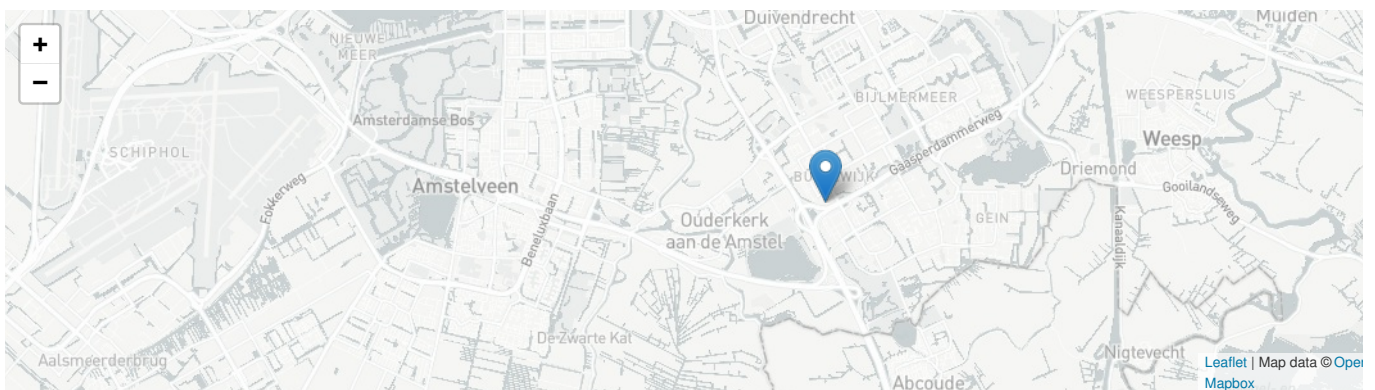 +
−
Duivendrecht
Muiden
NIEUWE
MEER
BIJLMERMEER
WEESPERSLUIS
Amsterdamse Bos
Gaasperdammerweg
Weesp
SCHIPHOL
Driemond
Fokkerweg
Amstelveen
Gooilandseweg
Beneluxbaan
Ouderkerk
aan de Amstel
GEIN
Kanaaldijk
De Zwarte Kat
Aalsmeerderbrug
Nigtevecht
Abcoude
Leaflet | Map data © Open
Mapbox